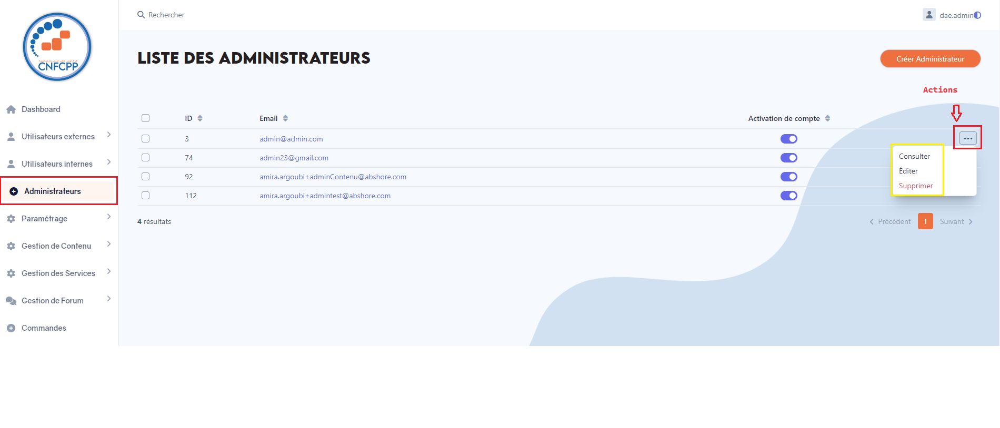 CNFCPP
Dashboard
Utilisateurs externes
Utilisateurs internes
Administrateurs
Paramétrage
Gestion de Contenu
Gestion des Services
Gestion de Forum
Commandes
Rechercher
dae.admin
LISTE DES ADMINISTRATEURS
Créer Administrateur
Actions
ID Email Activation de compte
3 admin@admin.com
74 admin23@gmail.com
92 amira.argoubi+adminContenu@abshore.com
112 amira.argoubi+admintest@abshore.com
Consulter
Éditer
Supprimer
4 résultats
Précédent 1 Suivant